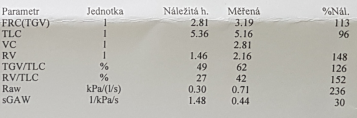 Parametr Jednotka Náležitá h. Měřená %Nál.
FRC(TGV) l 2.81 3.19 113
TLC l 5.36 5.16 96
VC l 2.81
RV l 1.46 2.16 148
TGV/TLC % 49 62 126
RV/TLC % 27 42 152
Raw kPa/(l/s) 0.30 0.71 236
sGAW 1/kPa/s 1.48 0.44 30